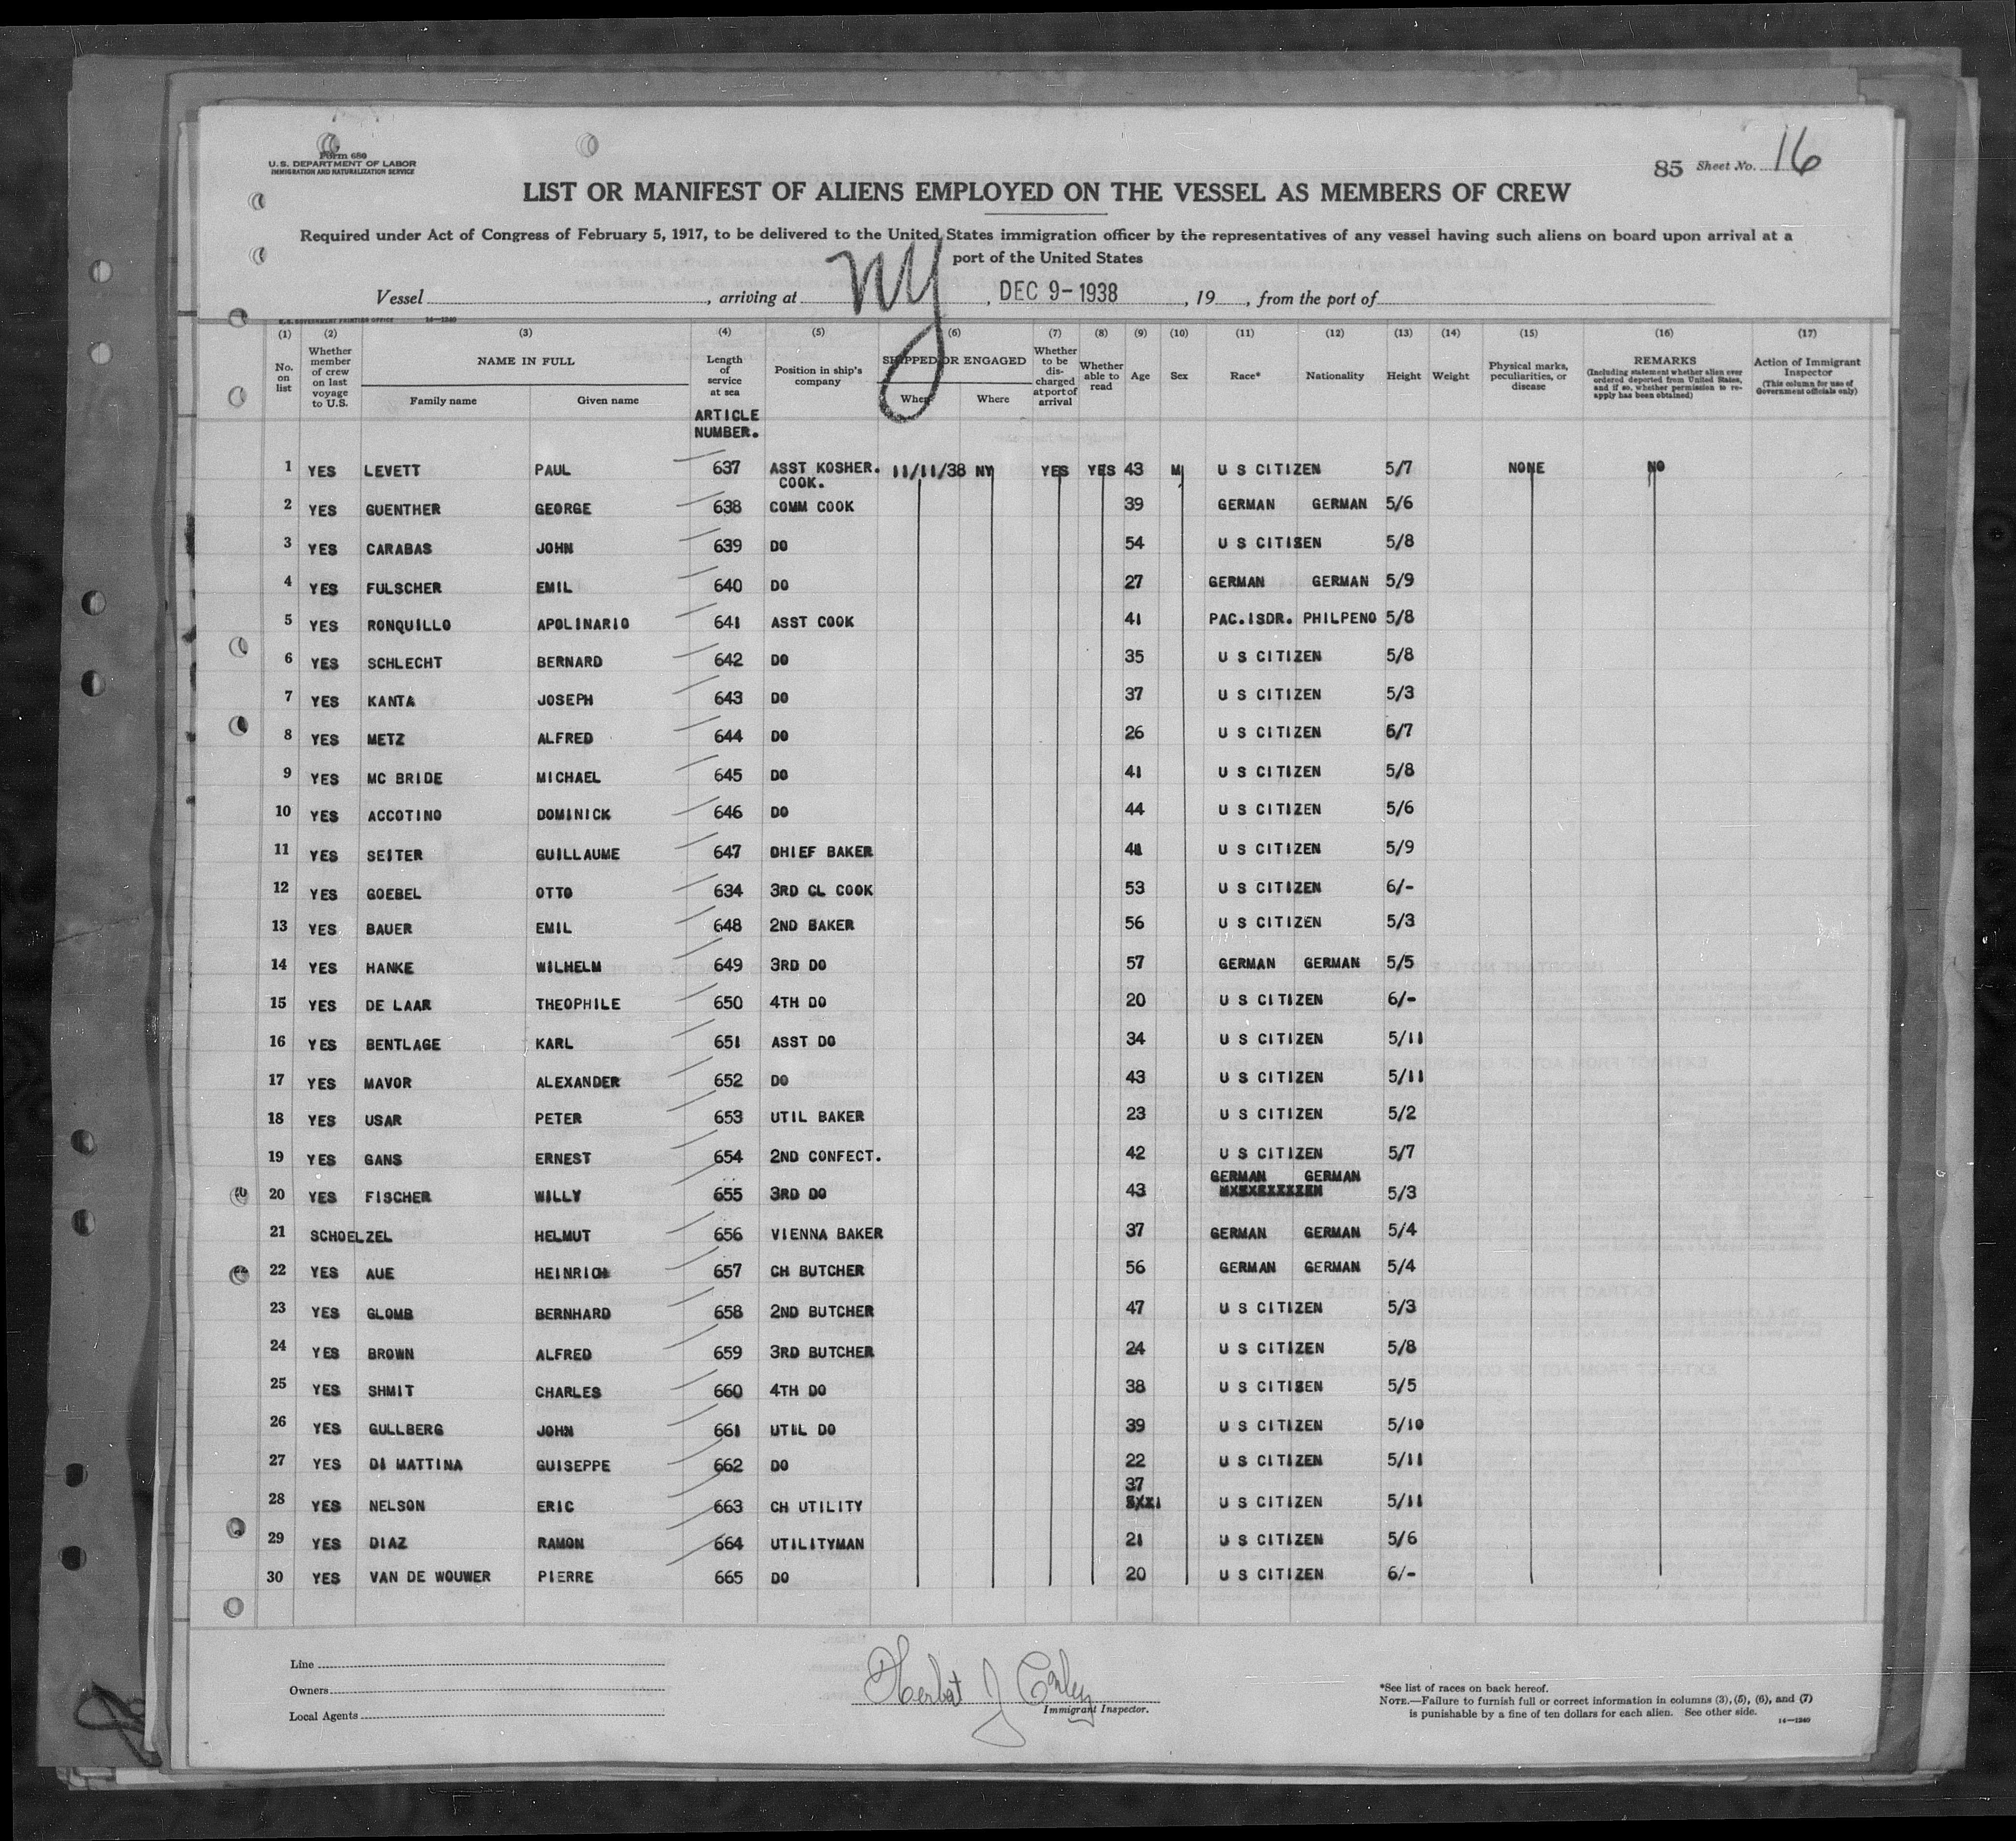 Form 680
U.S. DEPARTMENT OF LABOR
IMMIGRATION AND NATURALIZATION SERVICE
85 Sheet No. 16
LIST OR MANIFEST OF ALIENS EMPLOYED ON THE VESSEL AS MEMBERS OF CREW
Required under Act of Congress of February 5, 1917, to be delivered to the United States immigration officer by the representatives of any vessel having such aliens on board upon arrival at a
port of the United States
Vessel , arriving at NY , DEC 9-1938 , 19 , from the port of
U. S. GOVERNMENT PRINTING OFFICE 14—1240
(1) (2) (3) (4) (5) (6) (7) (8) (9) (10) (11) (12) (13) (14) (15) (16) (17)
No. on list Whether member of crew on last voyage to U.S. NAME IN FULL Family name Given name Length of service at sea Position in ship's company SHIPPED OR ENGAGED When Where Whether to be discharged at port of arrival Whether able to read Age Sex Race* Nationality Height Weight Physical marks, peculiarities, or disease REMARKS (Including statement whether alien ever ordered deported from United States, and if so, whether permission to reapply has been obtained) Action of Immigrant Inspector (This column for use of Government officials only)
ARTICLE
NUMBER.
1 YES LEVETT PAUL 637 ASST KOSHER. 11/11/38 NY YES YES 43 M U S CITIZEN 5/7 NONE NO
COOK.
2 YES GUENTHER GEORGE 638 COMM COOK 39 GERMAN GERMAN 5/6
3 YES CARABAS JOHN 639 DO 54 U S CITISEN 5/8
4 YES FULSCHER EMIL 640 DO 27 GERMAN GERMAN 5/9
5 YES RONQUILLO APOLINARIO 641 ASST COOK 41 PAC.ISDR. PHILPENO 5/8
6 YES SCHLECHT BERNARD 642 DO 35 U S CITIZEN 5/8
7 YES KANTA JOSEPH 643 DO 37 U S CITIZEN 5/3
8 YES METZ ALFRED 644 DO 26 U S CITIZEN 5/7
9 YES MC BRIDE MICHAEL 645 DO 41 U S CITIZEN 5/8
10 YES ACCOTINO DOMINICK 646 DO 44 U S CITIZEN 5/6
11 YES SEITER GUILLAUME 647 DHIEF BAKER 41 U S CITIZEN 5/9
12 YES GOEBEL OTTO 634 3RD CL COOK 53 U S CITIZEN 6/-
13 YES BAUER EMIL 648 2ND BAKER 56 U S CITIZEN 5/3
14 YES HANKE WILHELM 649 3RD DO 57 GERMAN GERMAN 5/5
15 YES DE LAAR THEOPHILE 650 4TH DO 20 U S CITIZEN 6/-
16 YES BENTLAGE KARL 651 ASST DO 34 U S CITIZEN 5/11
17 YES MAVOR ALEXANDER 652 DO 43 U S CITIZEN 5/11
18 YES USAR PETER 653 UTIL BAKER 23 U S CITIZEN 5/2
19 YES GANS ERNEST 654 2ND CONFECT. 42 U S CITIZEN 5/7
GERMAN GERMAN
20 YES FISCHER WILLY 655 3RD DO 43 5/3
21 SCHOELZEL HELMUT 656 VIENNA BAKER 37 GERMAN GERMAN 5/4
22 YES AUE HEINRICH 657 CH BUTCHER 56 GERMAN GERMAN 5/4
23 YES GLOMB BERNHARD 658 2ND BUTCHER 47 U S CITIZEN 5/3
24 YES BROWN ALFRED 659 3RD BUTCHER 24 U S CITIZEN 5/8
25 YES SHMIT CHARLES 660 4TH DO 38 U S CITISEN 5/5
26 YES GULLBERG JOHN 661 UTIL DO 39 U S CITIZEN 5/10
27 YES DI MATTINA GUISEPPE 662 DO 22 U S CITIZEN 5/11
37
28 YES NELSON ERIC 663 CH UTILITY U S CITIZEN 5/11
29 YES DIAZ RAMON 664 UTILITYMAN 21 U S CITIZEN 5/6
30 YES VAN DE WOUWER PIERRE 665 DO 20 U S CITIZEN 6/-
Line
Owners
Local Agents
Herbert J Conley
Immigrant Inspector.
*See list of races on back hereof.
NOTE.—Failure to furnish full or correct information in columns (3), (5), (6), and (7)
is punishable by a fine of ten dollars for each alien. See other side.
14—1240